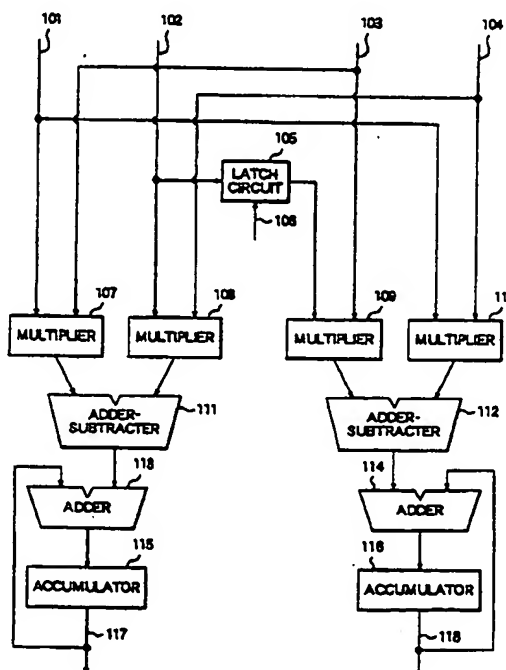 101 102 103 104
105
LATCH
CIRCUIT
106
107 108 109 11
MULTIPLIER MULTIPLIER MULTIPLIER MULTIPLIER
ADDER-
SUBTRACTER
111
ADDER-
SUBTRACTER
112
113 114
ADDER ADDER
115 116
ACCUMULATOR ACCUMULATOR
117 118